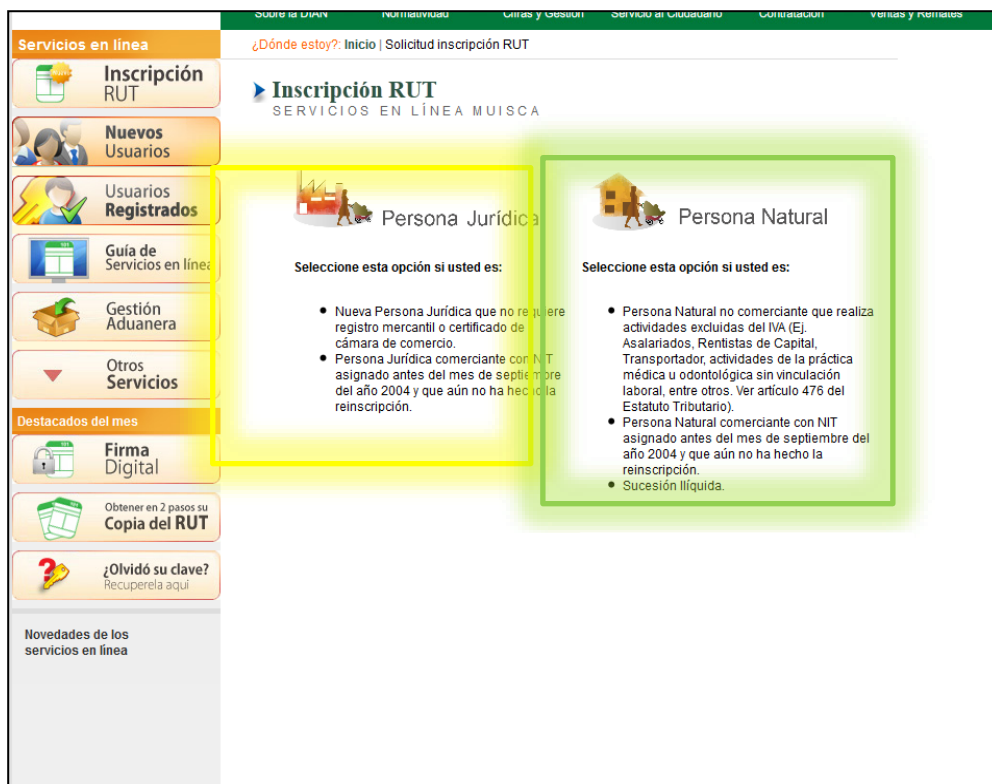 Sobre la DIAN Normatividad Cifras y Gestión Servicio al Ciudadano Contratación Ventas y Remates
Servicios en línea
Inscripción
RUT
Nuevos
Usuarios
Usuarios
Registrados
Guía de
Servicios en línea
Gestión
Aduanera
Otros
Servicios
Destacados del mes
Firma
Digital
Obtener en 2 pasos su
Copia del RUT
¿Olvidó su clave?
Recuperela aquí
Novedades de los
servicios en línea
¿Dónde estoy?: Inicio | Solicitud inscripción RUT
Inscripción RUT
SERVICIOS EN LÍNEA MUISCA
Persona Jurídica
Seleccione esta opción si usted es:
Nueva Persona Jurídica que no requiere
registro mercantil o certificado de
cámara de comercio.
Persona Jurídica comerciante con NIT
asignado antes del mes de septiembre
del año 2004 y que aún no ha hecho la
reinscripción.
Persona Natural
Seleccione esta opción si usted es:
Persona Natural no comerciante que realiza
actividades excluidas del IVA (Ej.
Asalariados, Rentistas de Capital,
Transportador, actividades de la práctica
médica u odontológica sin vinculación
laboral, entre otros. Ver artículo 476 del
Estatuto Tributario).
Persona Natural comerciante con NIT
asignado antes del mes de septiembre del
año 2004 y que aún no ha hecho la
reinscripción.
Sucesión Ilíquida.